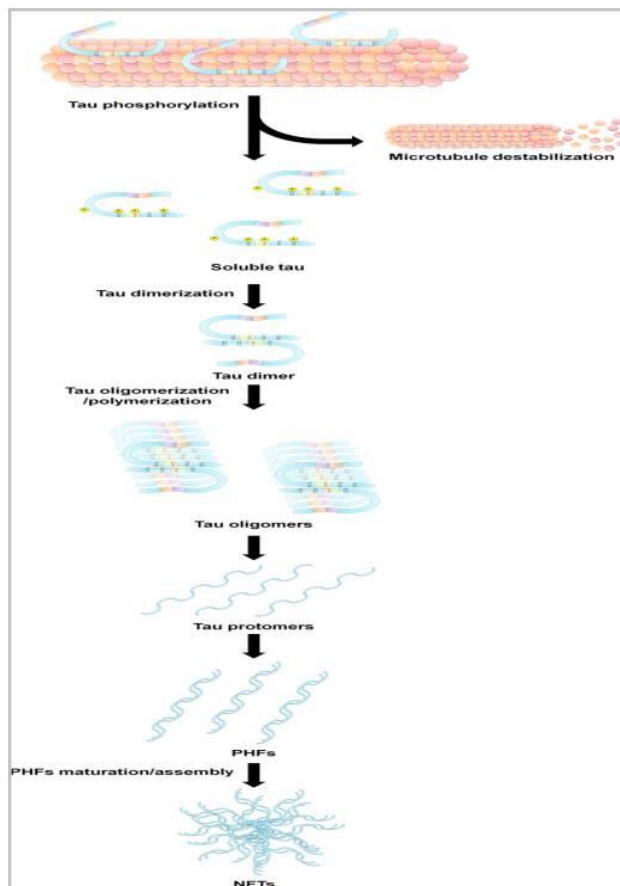 Tau phosphorylation
Microtubule destabilization
Soluble tau
Tau dimerization
Tau dimer
Tau oligomerization
/polymerization
Tau oligomers
Tau protomers
PHFs
PHFs maturation/assembly
NFTs